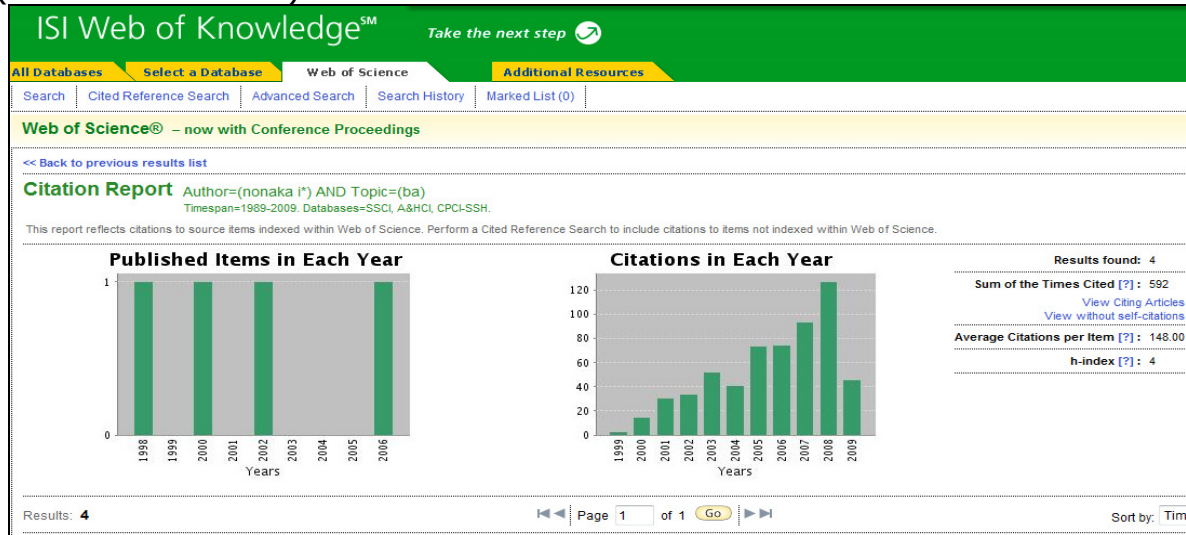 ISI Web of Knowledge℠ Take the next step
All Databases Select a Database Web of Science Additional Resources
Search Cited Reference Search Advanced Search Search History Marked List (0)
Web of Science® – now with Conference Proceedings
<< Back to previous results list
Citation Report Author=(nonaka i*) AND Topic=(ba)
Timespan=1989-2009. Databases=SSCI, A&HCI, CPCI-SSH.
This report reflects citations to source items indexed within Web of Science. Perform a Cited Reference Search to include citations to items not indexed within Web of Science.
Published Items in Each Year
1
0
1998 1999 2000 2001 2002 2003 2004 2005 2006
Years
Citations in Each Year
120
100
80
60
40
20
0
1999 2000 2001 2002 2003 2004 2005 2006 2007 2008 2009
Years
Results found: 4
Sum of the Times Cited [?] : 592
View Citing Articles
View without self-citations
Average Citations per Item [?] : 148.00
h-index [?] : 4
Results: 4 Page 1 of 1 Go Sort by: Tim